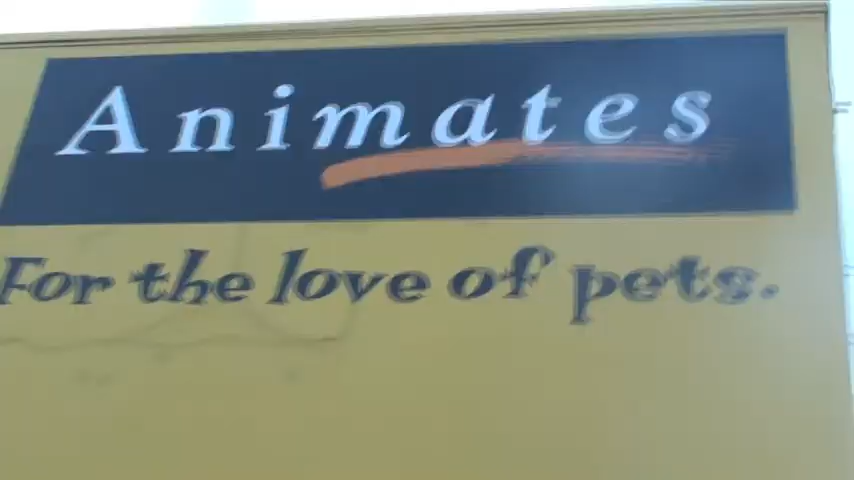 Animates
For the love of pets.